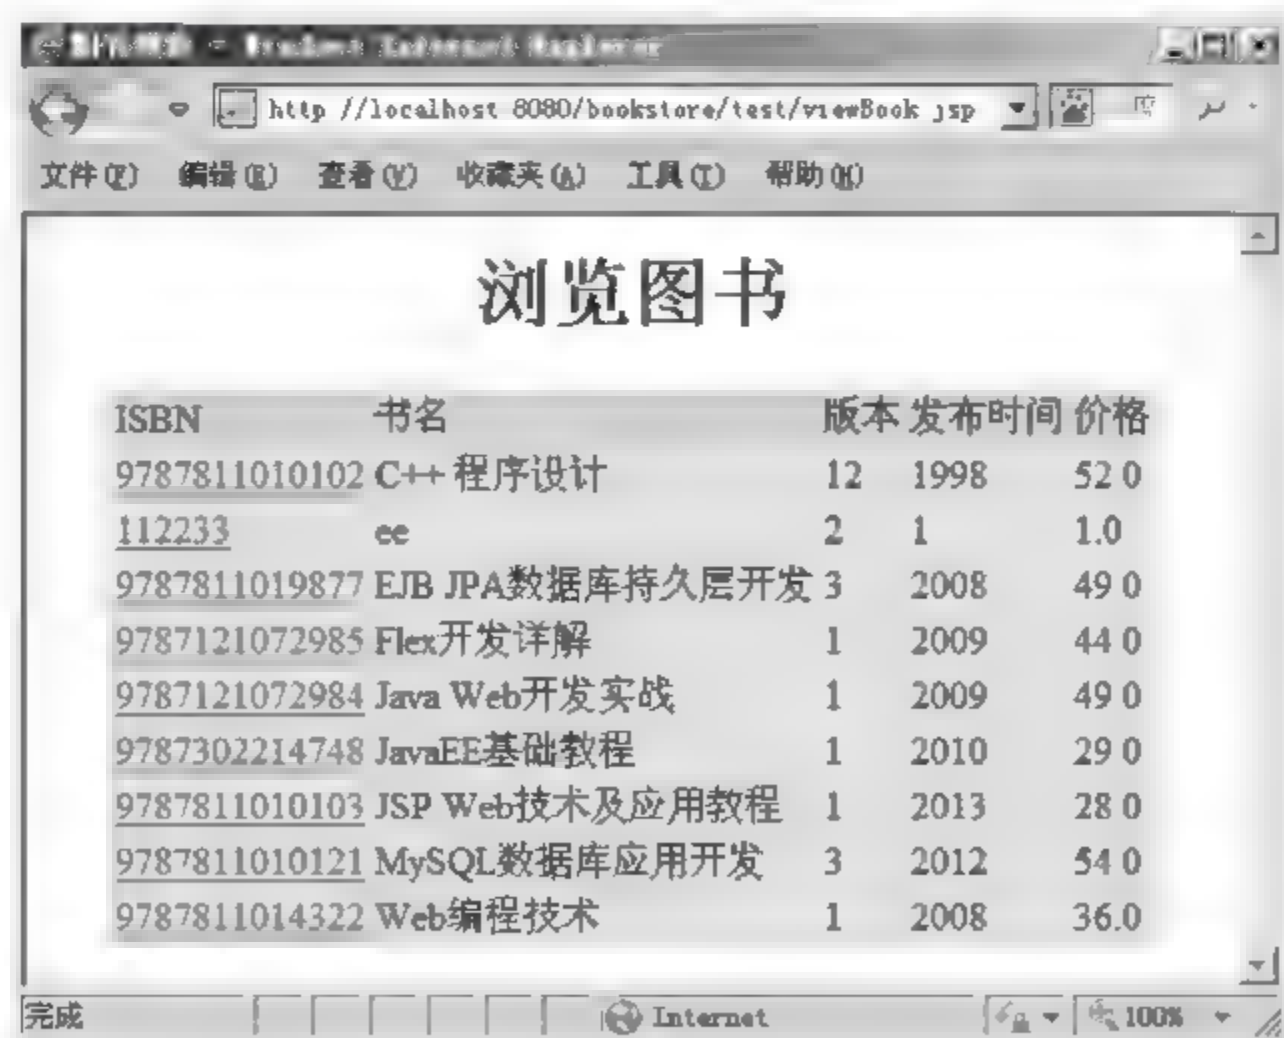 Windows Internet Explorer
http //localhost 8080/bookstore/test/viewBook jsp
文件(F) 编辑(E) 查看(V) 收藏夹(A) 工具(T) 帮助(H)
浏览图书
ISBN 书名 版本 发布时间 价格
9787811010102 C++ 程序设计 12 1998 52 0
112233 ee 2 1 1.0
9787811019877 EJB JPA数据库持久层开发 3 2008 49 0
9787121072985 Flex开发详解 1 2009 44 0
9787121072984 Java Web开发实战 1 2009 49 0
9787302214748 JavaEE基础教程 1 2010 29 0
9787811010103 JSP Web技术及应用教程 1 2013 28 0
9787811010121 MySQL数据库应用开发 3 2012 54 0
9787811014322 Web编程技术 1 2008 36.0
完成 Internet 100%